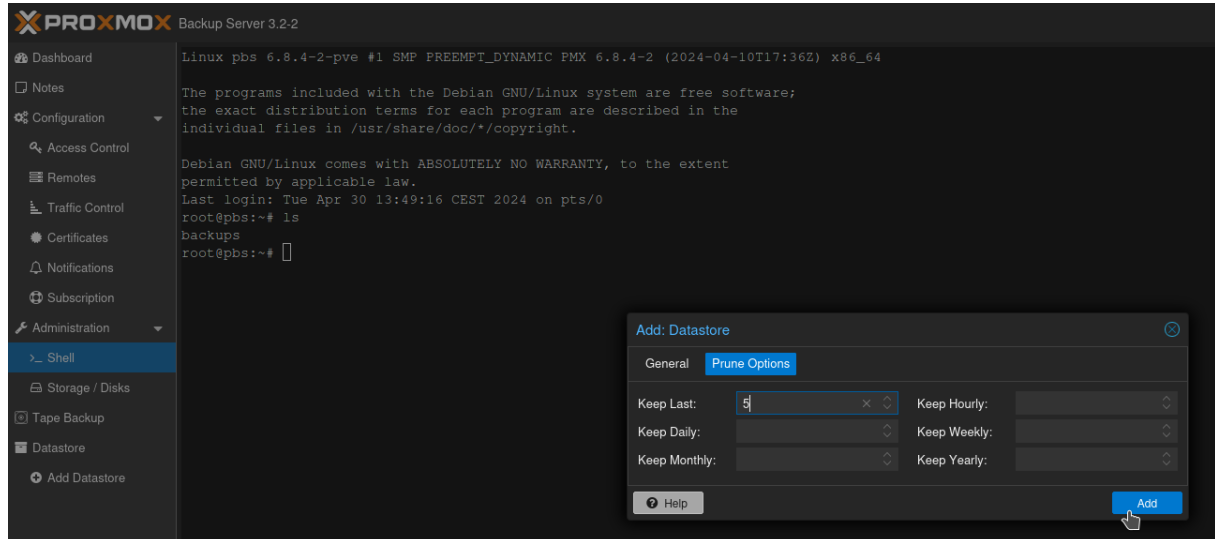 PROXMOX Backup Server 3.2-2
Dashboard
Notes
Configuration
Access Control
Remotes
Traffic Control
Certificates
Notifications
Subscription
Administration
>_ Shell
Storage / Disks
Tape Backup
Datastore
Add Datastore
Linux pbs 6.8.4-2-pve #1 SMP PREEMPT_DYNAMIC PMX 6.8.4-2 (2024-04-10T17:36Z) x86_64
The programs included with the Debian GNU/Linux system are free software;
the exact distribution terms for each program are described in the
individual files in /usr/share/doc/*/copyright.
Debian GNU/Linux comes with ABSOLUTELY NO WARRANTY, to the extent
permitted by applicable law.
Last login: Tue Apr 30 13:49:16 CEST 2024 on pts/0
root@pbs:~# ls
backups
root@pbs:~#
Add: Datastore
General Prune Options
Keep Last: 5 Keep Hourly:
Keep Daily: Keep Weekly:
Keep Monthly: Keep Yearly:
Help Add